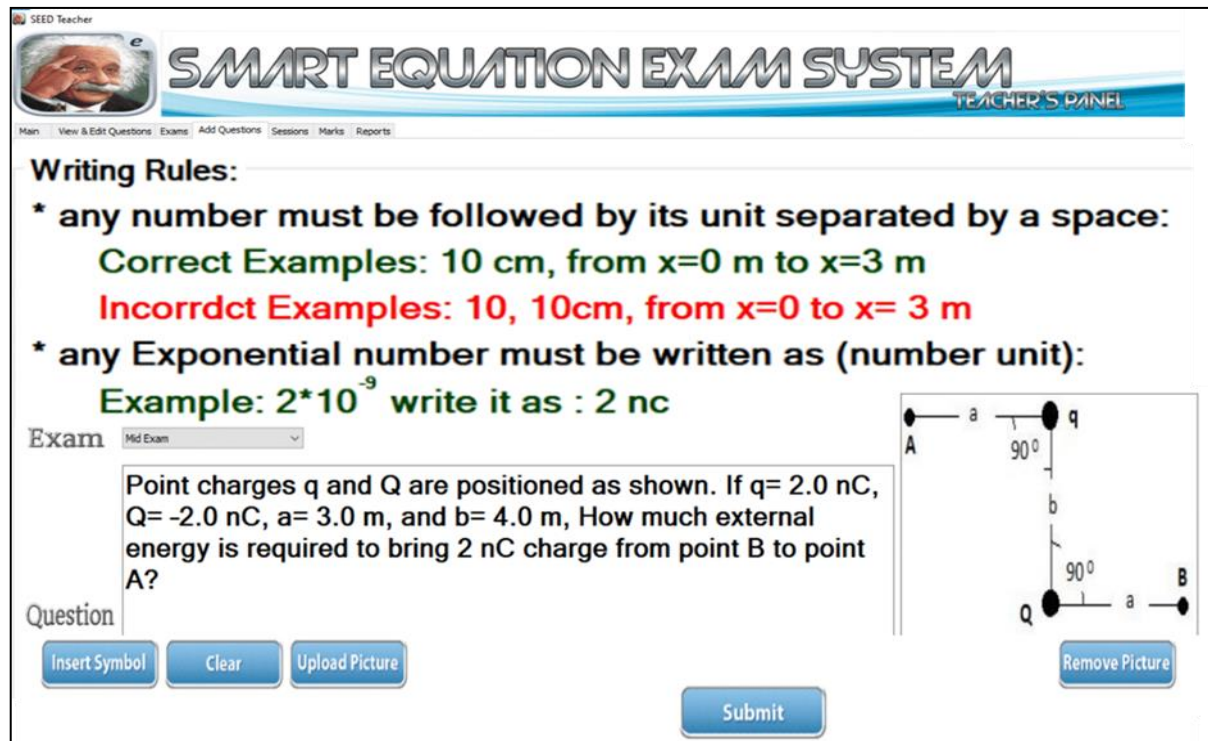 SEED Teacher
e
SMART EQUATION EXAM SYSTEM
TEACHER'S PANEL
Main View & Edit Questions Exams Add Questions Sessions Marks Reports
Writing Rules:
* any number must be followed by its unit separated by a space:
Correct Examples: 10 cm, from x=0 m to x=3 m
Incorrdct Examples: 10, 10cm, from x=0 to x= 3 m
* any Exponential number must be written as (number unit):
Example: 2*10⁻⁹ write it as : 2 nc
Exam Mid Exam
Point charges q and Q are positioned as shown. If q= 2.0 nC,
Q= -2.0 nC, a= 3.0 m, and b= 4.0 m, How much external
energy is required to bring 2 nC charge from point B to point
A?
Question
a q
A 90⁰
b
90⁰ B
Q a
Insert Symbol Clear Upload Picture Remove Picture
Submit